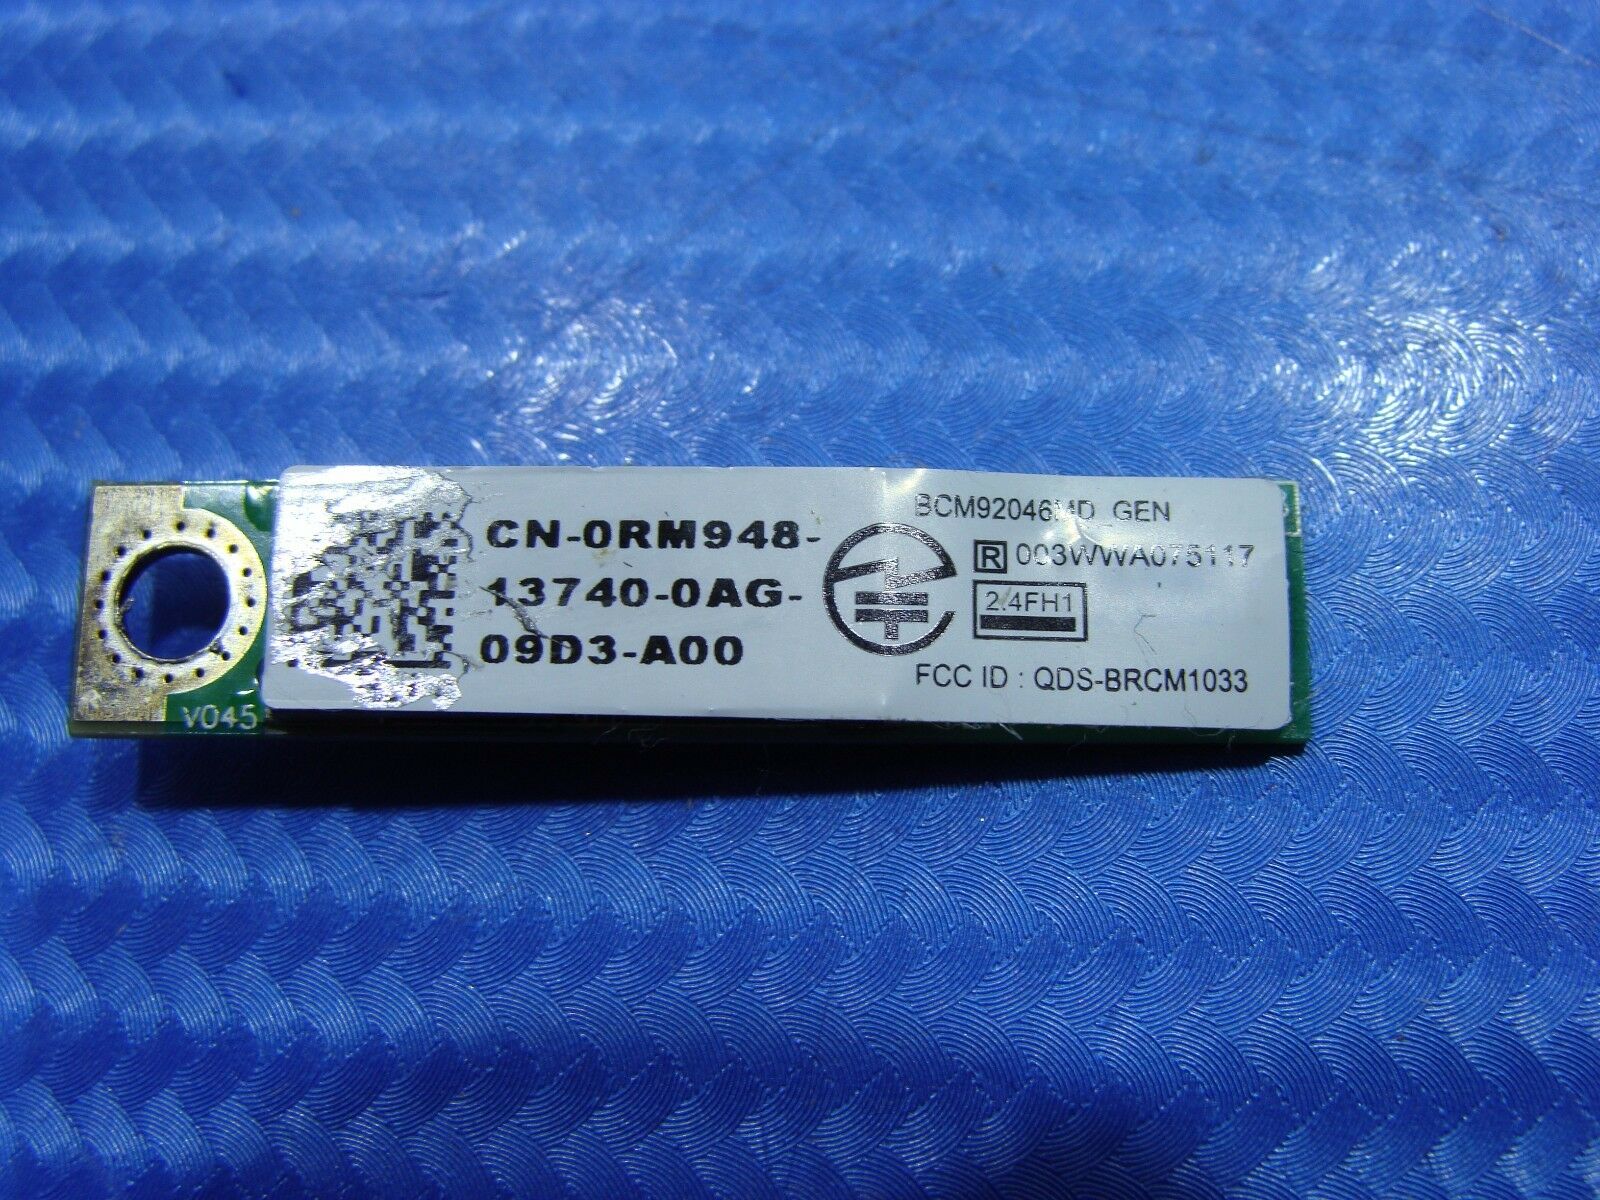 CN-0RM948-
13740-0AG-
09D3-A00
BCM92046MD_GEN
R 003WWA075117
2.4FH1
FCC ID : QDS-BRCM1033
V045